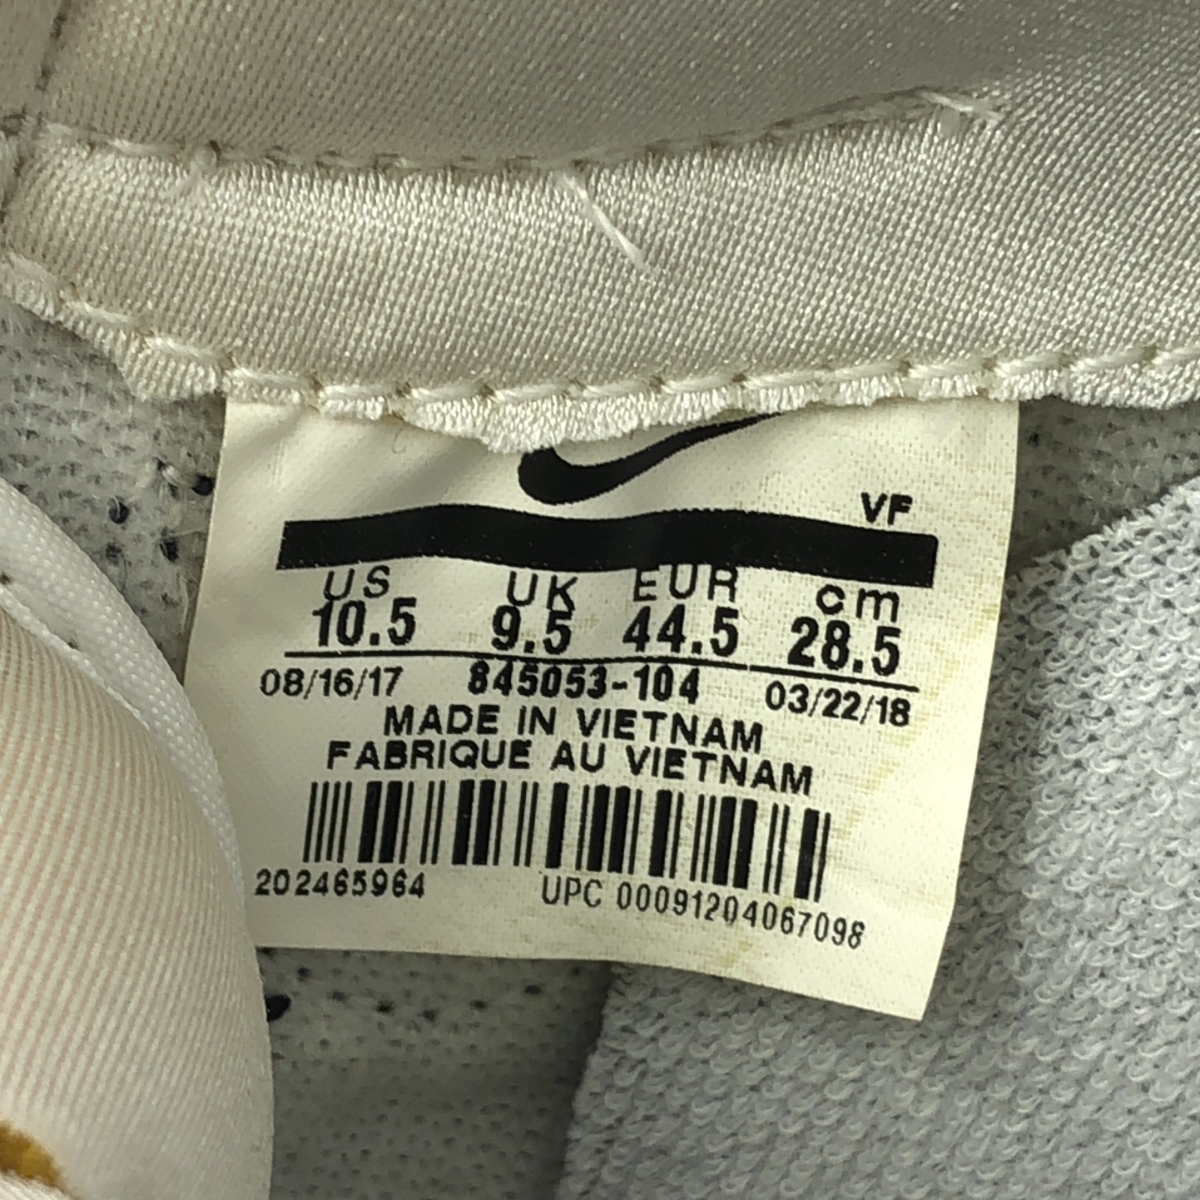 VF
US UK EUR cm
10.5 9.5 44.5 28.5
08/16/17 845053-104 03/22/18
MADE IN VIETNAM
FABRIQUE AU VIETNAM
202465964 UPC 00091204067098